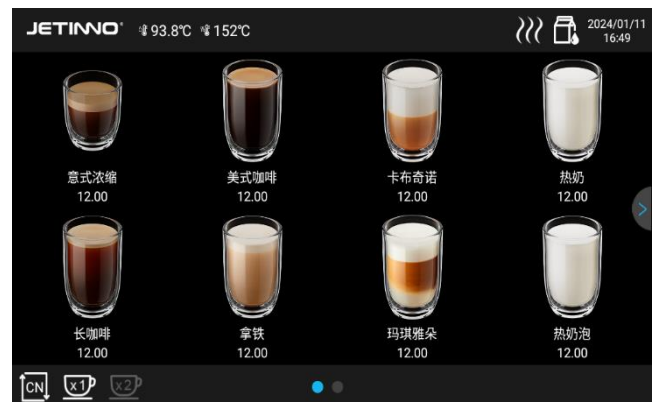 JETINNO® 93.8℃ 152℃ 2024/01/11
16:49
意式浓缩 美式咖啡 卡布奇诺 热奶
12.00 12.00 12.00 12.00
长咖啡 拿铁 玛琪雅朵 热奶泡
12.00 12.00 12.00 12.00
CN x1 x2